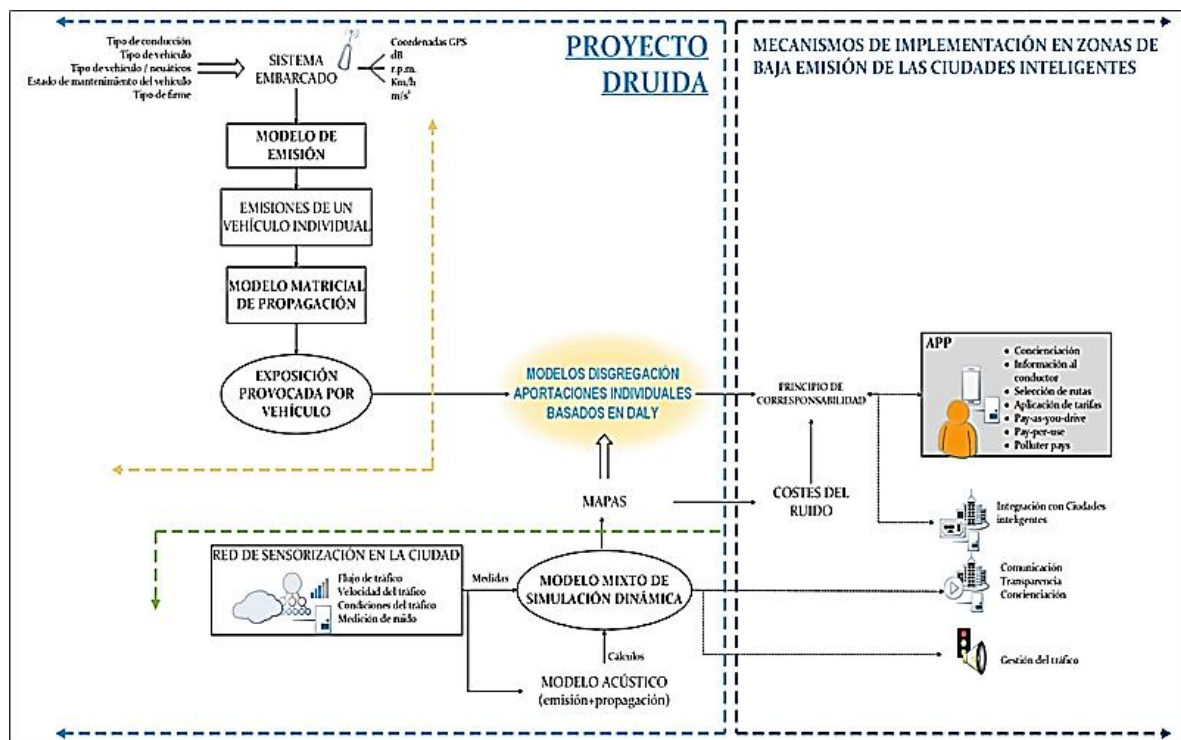 Tipo de conducción
Tipo de vehículo
Tipo de vehículo / neuáticos
Estado de mantenimiento del vehículo
Tipo de firme
SISTEMA
EMBARCADO
Coordenadas GPS
dB
r.p.m.
Km/h
m/s²
PROYECTO
DRUIDA
MECANISMOS DE IMPLEMENTACIÓN EN ZONAS DE
BAJA EMISIÓN DE LAS CIUDADES INTELIGENTES
MODELO DE
EMISIÓN
EMISIONES DE UN
VEHÍCULO INDIVIDUAL
MODELO MATRICIAL
DE PROPAGACIÓN
EXPOSICIÓN
PROVOCADA POR
VEHÍCULO
MODELOS DISGREGACIÓN
APORTACIONES INDIVIDUALES
BASADOS EN DALY
PRINCIPIO DE
CORRESPONSABILIDAD
APP
• Concienciación
• Información al
conductor
• Selección de rutas
• Aplicación de tarifas
• Pay-as-you-drive
• Pay-per-use
• Polluter pays
MAPAS
COSTES DEL
RUIDO
Integración con Ciudades
inteligentes
RED DE SENSORIZACIÓN EN LA CIUDAD
Flujo de tráfico
Velocidad del tráfico
Condiciones del tráfico
Medición de ruido
Medidas
MODELO MIXTO DE
SIMULACIÓN DINÁMICA
Comunicación
Transparencia
Concienciación
Cálculos
MODELO ACÚSTICO
(emisión+propagación)
Gestión del tráfico